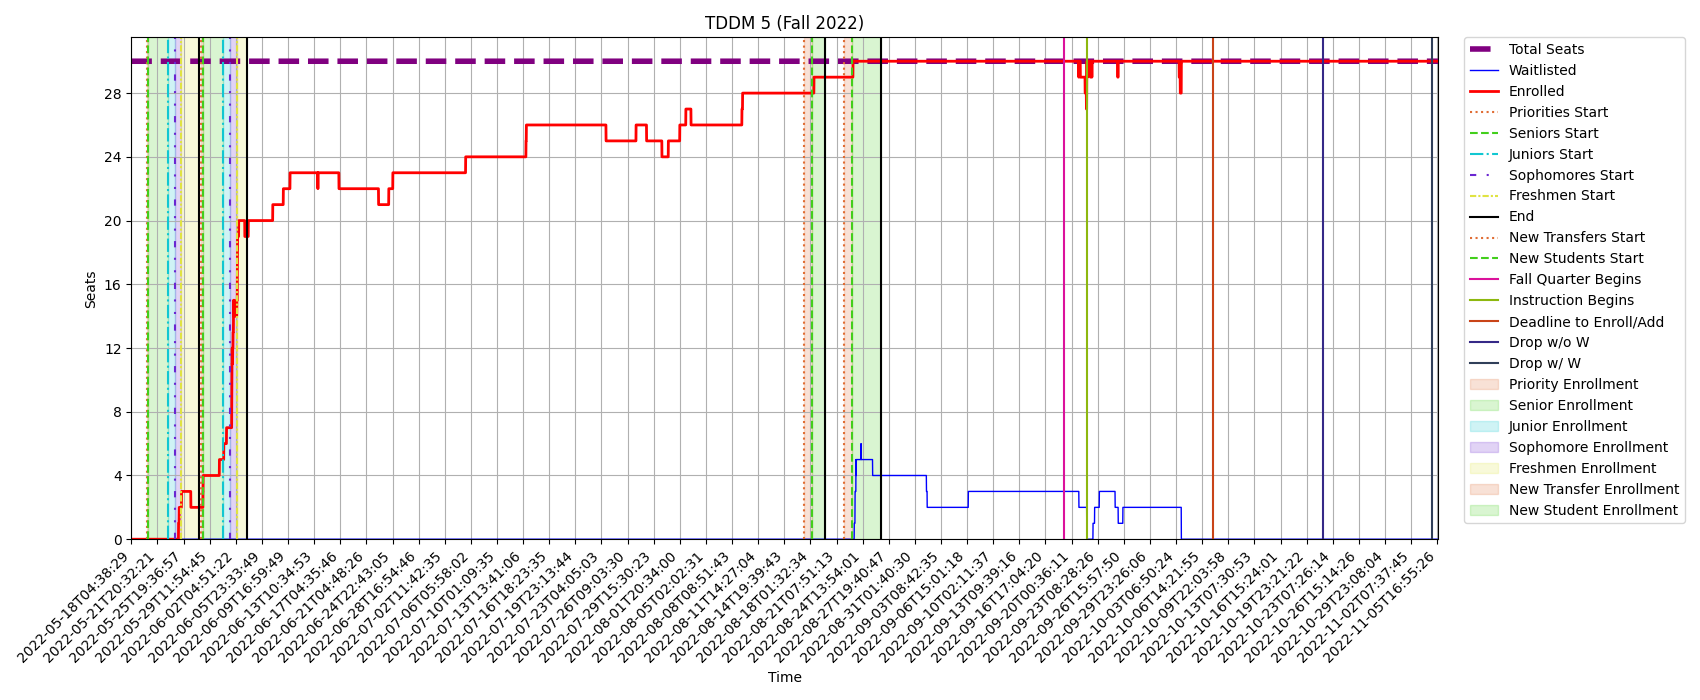 TDDM 5 (Fall 2022)
Seats
28
24
20
16
12
8
4
0
2022-05-18T04:38:29
2022-05-21T20:32:21
2022-05-25T19:36:57
2022-05-29T11:54:45
2022-06-02T04:51:22
2022-06-05T23:33:49
2022-06-09T16:59:49
2022-06-13T10:34:53
2022-06-17T04:35:46
2022-06-21T04:48:26
2022-06-24T22:43:05
2022-06-28T16:54:46
2022-07-02T11:42:35
2022-07-06T05:58:02
2022-07-10T01:09:35
2022-07-13T13:41:06
2022-07-16T18:23:35
2022-07-19T23:13:44
2022-07-23T04:05:03
2022-07-26T09:03:30
2022-07-29T15:30:23
2022-08-01T20:34:00
2022-08-05T02:02:31
2022-08-08T08:51:43
2022-08-11T14:27:04
2022-08-14T19:39:43
2022-08-18T01:32:34
2022-08-21T07:51:13
2022-08-24T13:54:01
2022-08-27T19:40:47
2022-08-31T01:40:30
2022-09-03T08:42:35
2022-09-06T15:01:18
2022-09-10T02:11:37
2022-09-13T09:39:16
2022-09-16T17:04:20
2022-09-20T00:36:11
2022-09-23T08:28:26
2022-09-26T15:57:50
2022-09-29T23:26:06
2022-10-03T06:50:24
2022-10-06T14:21:55
2022-10-09T22:03:58
2022-10-13T07:30:53
2022-10-16T15:24:01
2022-10-19T23:21:22
2022-10-23T07:26:14
2022-10-26T15:14:26
2022-10-29T23:08:04
2022-11-02T07:37:45
2022-11-05T16:55:26
Time
Total Seats
Waitlisted
Enrolled
Priorities Start
Seniors Start
Juniors Start
Sophomores Start
Freshmen Start
End
New Transfers Start
New Students Start
Fall Quarter Begins
Instruction Begins
Deadline to Enroll/Add
Drop w/o W
Drop w/ W
Priority Enrollment
Senior Enrollment
Junior Enrollment
Sophomore Enrollment
Freshmen Enrollment
New Transfer Enrollment
New Student Enrollment